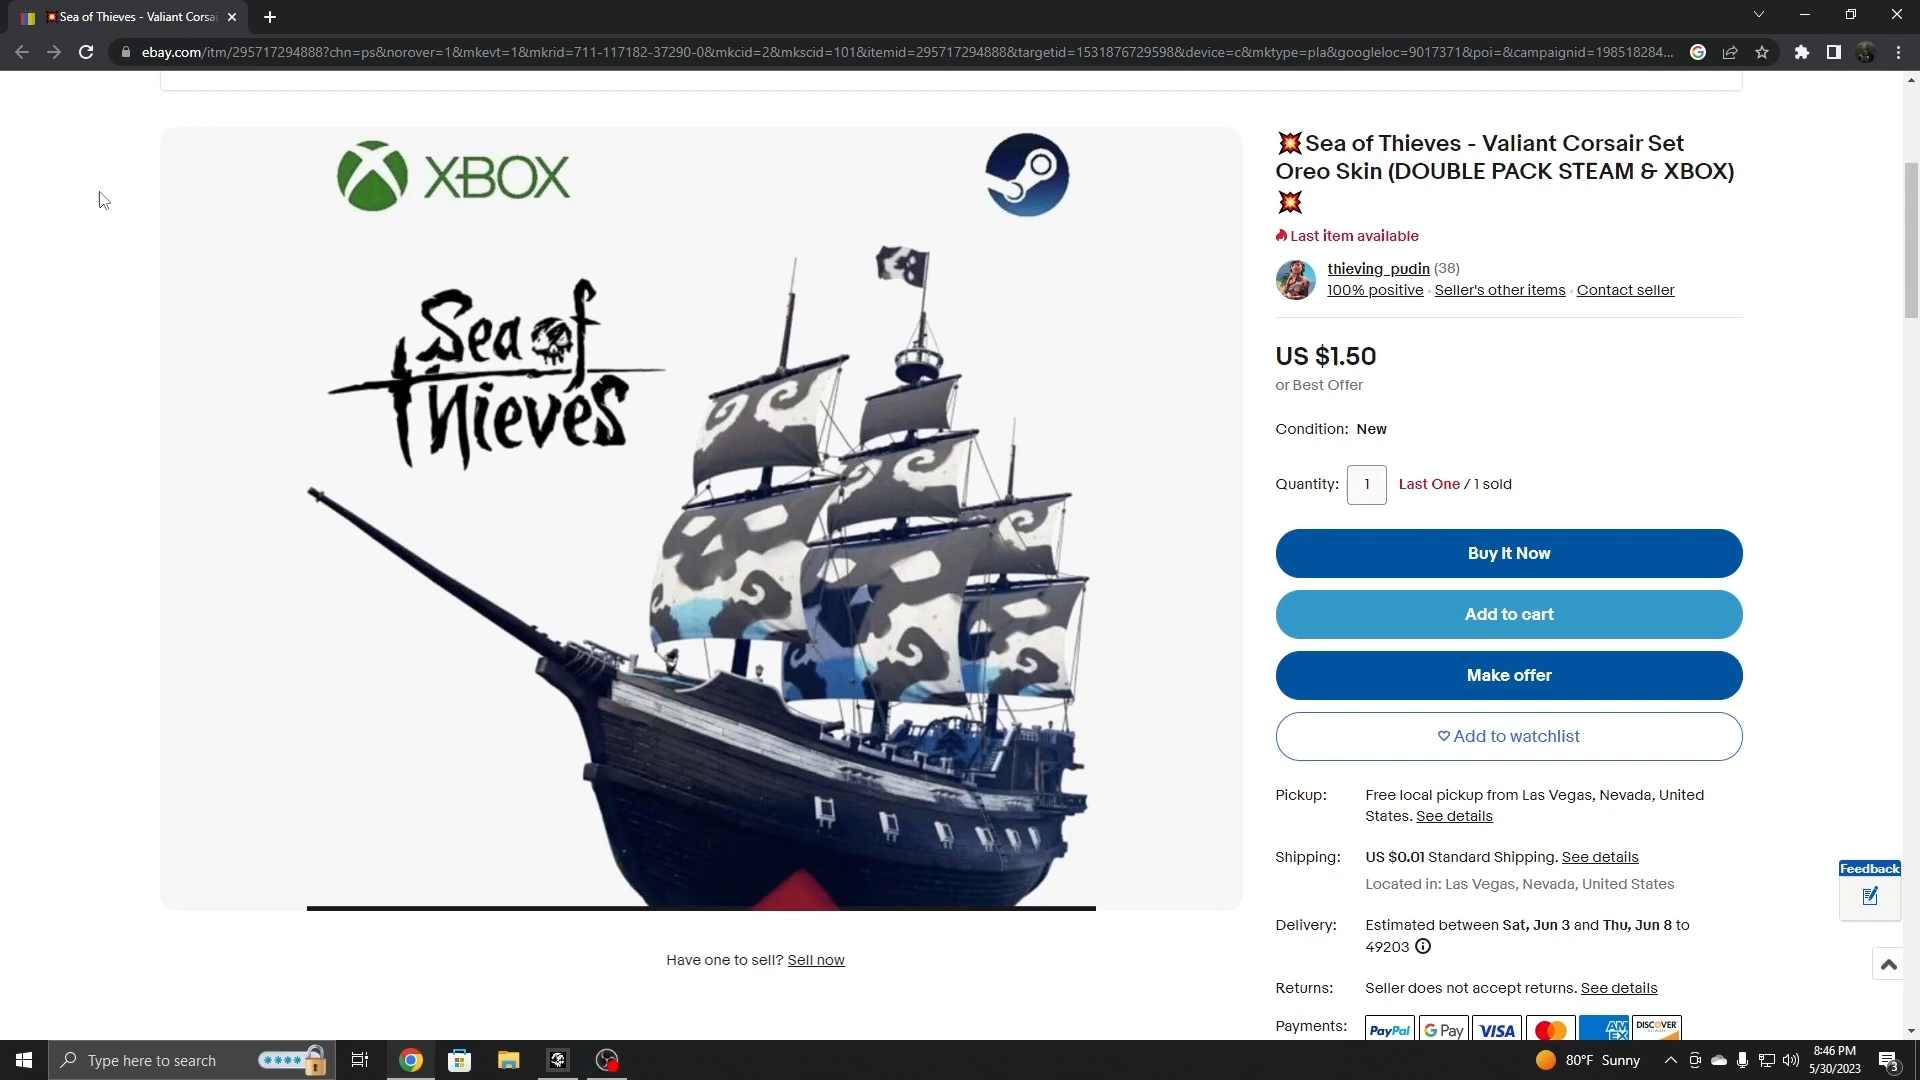 Sea of Thieves - Valiant Corsa
ebay.com/itm/295717294888?chn=ps&norover=1&mkevt=1&mkrid=711-117182-37290-0&mkcid=2&mkscid=101&itemid=295717294888&targetid=1531876729598&device=c&mktype=pla&googleloc=9017371&poi=&campaignid=198518284...
XBOX
Sea of
Thieves
💥Sea of Thieves - Valiant Corsair Set
Oreo Skin (DOUBLE PACK STEAM & XBOX)
💥
Last item available
thieving_pudin (38)
100% positive · Seller's other items · Contact seller
US $1.50
or Best Offer
Condition: New
Quantity: 1 Last One / 1 sold
Buy It Now
Add to cart
Make offer
Add to watchlist
Pickup: Free local pickup from Las Vegas, Nevada, United
States. See details
Shipping: US $0.01 Standard Shipping. See details
Located in: Las Vegas, Nevada, United States
Feedback
Delivery: Estimated between Sat, Jun 3 and Thu, Jun 8 to
49203
Have one to sell? Sell now
Returns: Seller does not accept returns. See details
Payments: PayPal G Pay VISA AM EX DISCOVER
Type here to search
80°F Sunny
8:46 PM
5/30/2023
3